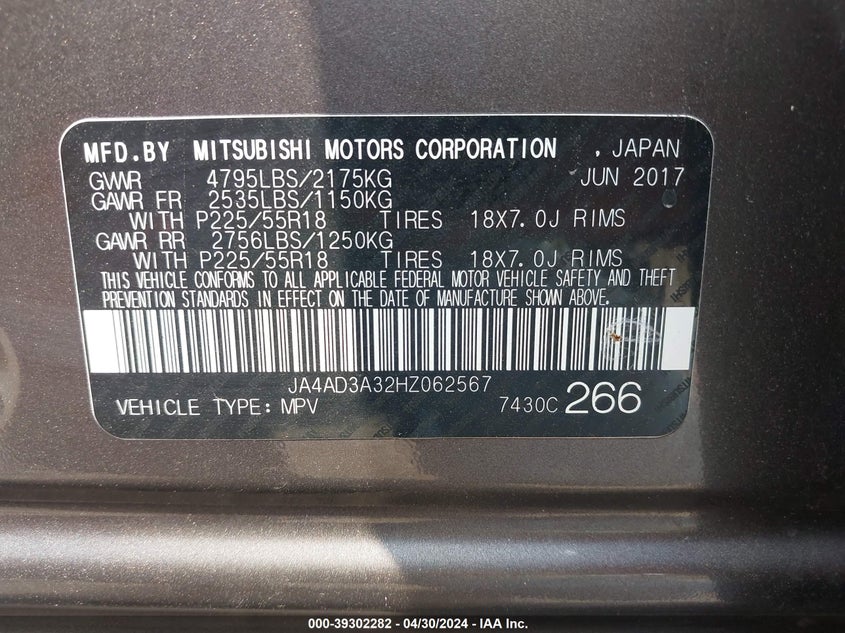 MFD.BY MITSUBISHI MOTORS CORPORATION , JAPAN
GVWR 4795LBS/2175KG JUN 2017
GAWR FR 2535LBS/1150KG
WITH P225/55R18 TIRES 18X7.0J RIMS
GAWR RR 2756LBS/1250KG
WITH P225/55R18 TIRES 18X7.0J RIMS
THIS VEHICLE CONFORMS TO ALL APPLICABLE FEDERAL MOTOR VEHICLE SAFETY AND THEFT
PREVENTION STANDARDS IN EFFECT ON THE DATE OF MANUFACTURE SHOWN ABOVE.
JA4AD3A32HZ062567
VEHICLE TYPE: MPV 7430C 266
000-39302282 - 04/30/2024 - IAA Inc.